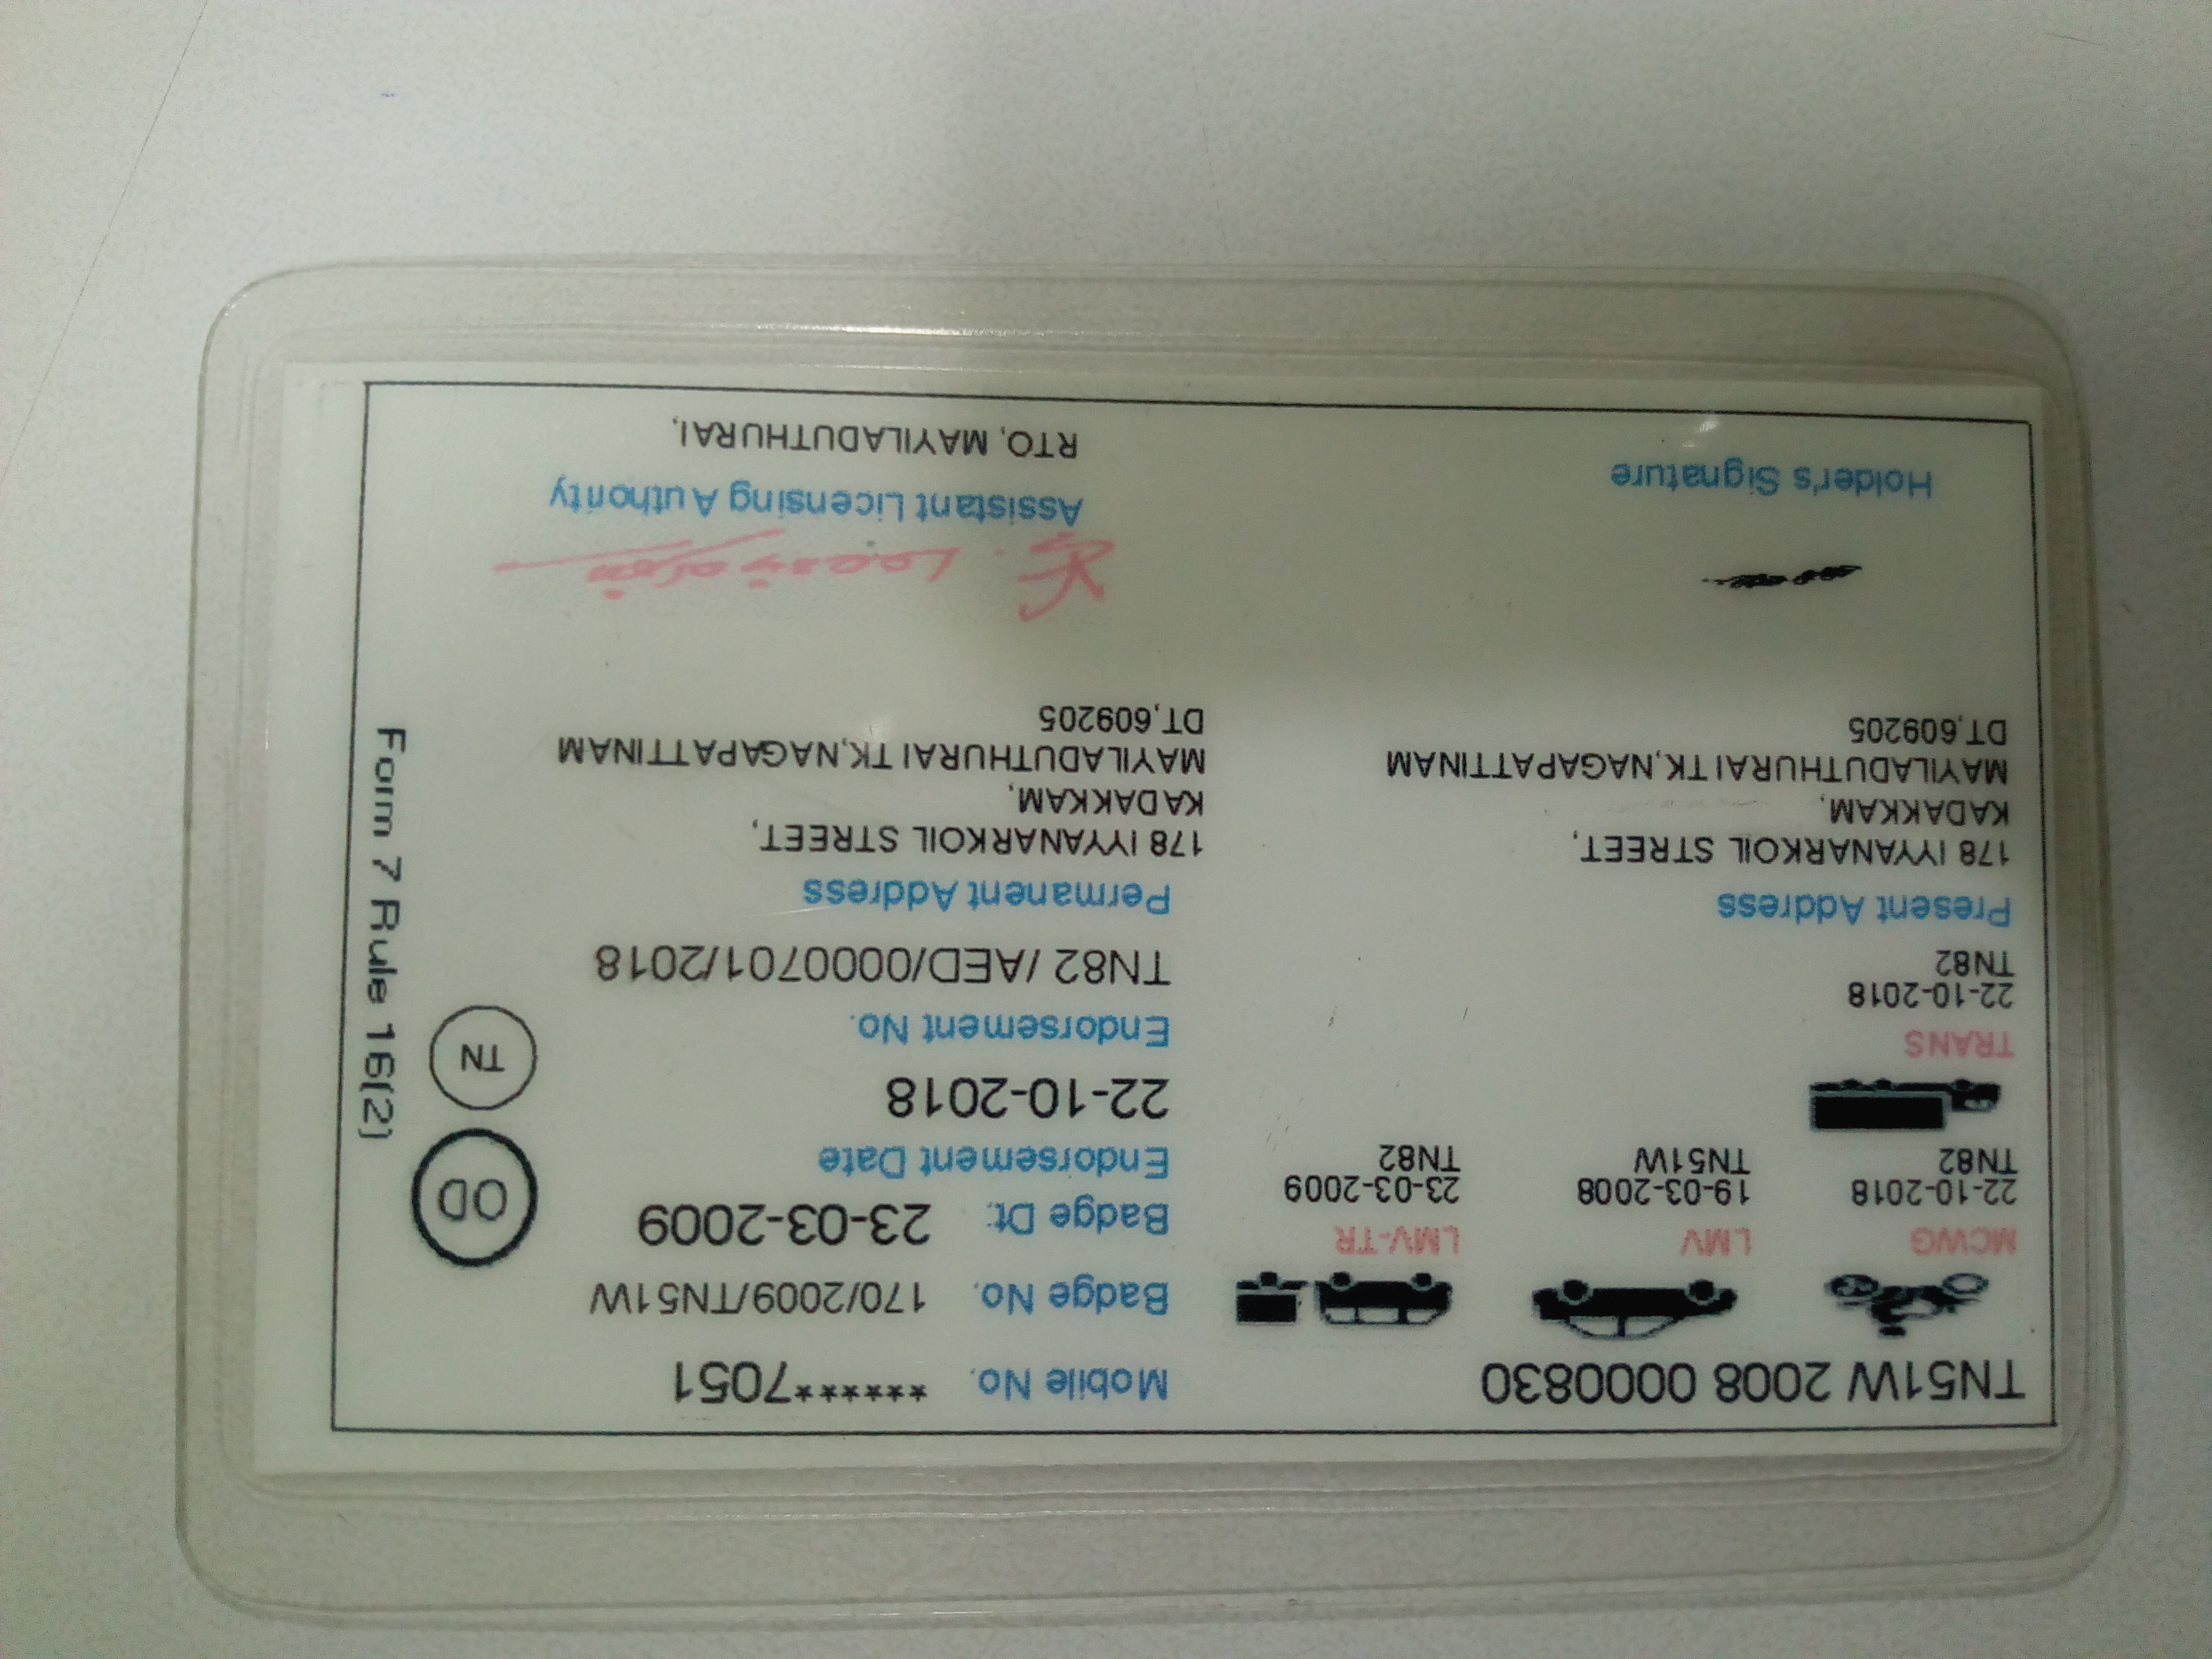 TN51W 2008 0000830
MCWG
22-10-2018
TN82
LMV
19-03-2008
TN51W
LMV-TR
23-03-2009
TN82
TRANS
22-10-2018
TN82
Present Address
178 IYYANARKOIL STREET,
KADAKKAM,
MAYILADUTHURAI TK,NAGAPATTINAM
DT,609205
Holder's Signature
Mobile No. ******7051
Badge No. 170/2009/TN51W
Badge Dt: 23-03-2009
Endorsement Date
22-10-2018
Endorsement No.
TN82 /AED/0000701/2018
Permanent Address
178 IYYANARKOIL STREET,
KADAKKAM,
MAYILADUTHURAI TK,NAGAPATTINAM
DT,609205
Assistant Licensing Authority
RTO, MAYILADUTHURAI,
OD
TN
Form 7 Rule 16(2)